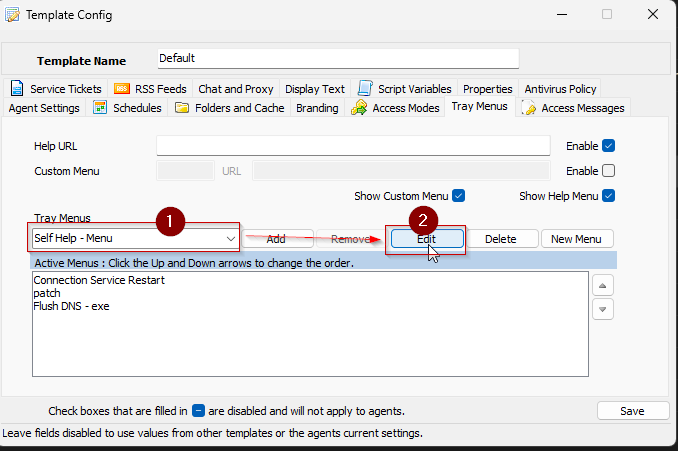 Template Config
Template Name Default
Service Tickets RSS Feeds Chat and Proxy Display Text Script Variables Properties Antivirus Policy
Agent Settings Schedules Folders and Cache Branding Access Modes Tray Menus Access Messages
Help URL Enable
Custom Menu URL Enable
Show Custom Menu Show Help Menu
1 2
Tray Menus
Self Help - Menu Add Remove Edit Delete New Menu
Active Menus : Click the Up and Down arrows to change the order.
Connection Service Restart
patch
Flush DNS - exe
Check boxes that are filled in are disabled and will not apply to agents. Save
Leave fields disabled to use values from other templates or the agents current settings.